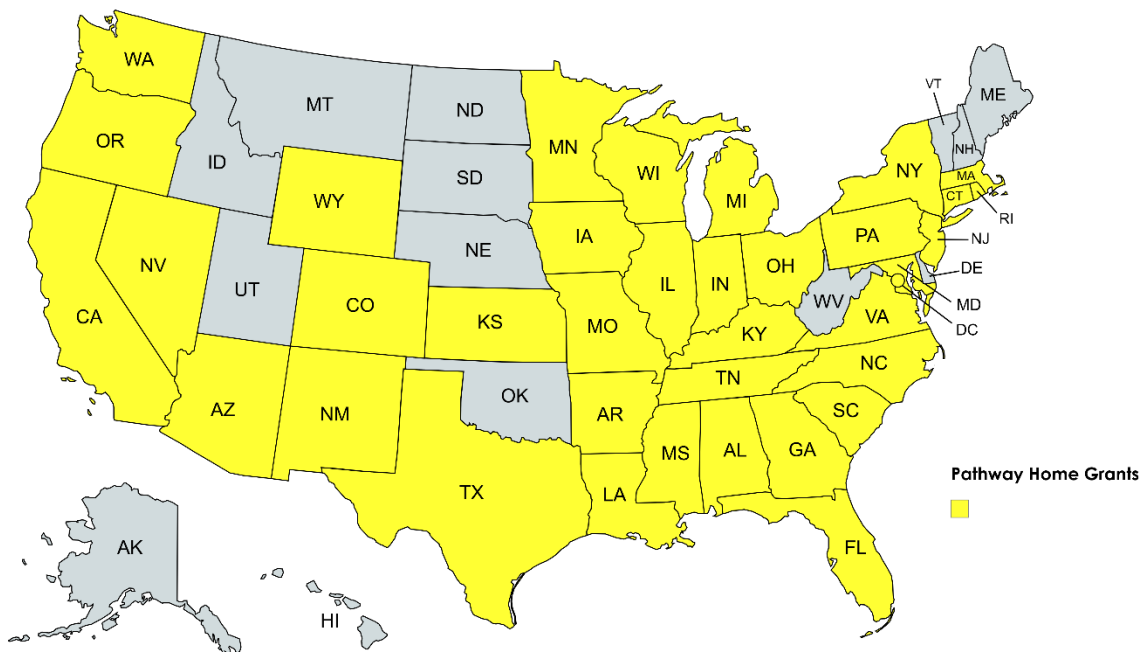 WA
OR
CA
NV
ID
MT
WY
UT
CO
AZ
NM
ND
SD
NE
KS
OK
TX
MN
IA
MO
AR
LA
WI
IL
MI
IN
OH
KY
TN
MS
AL
GA
FL
SC
NC
VA
WV
PA
NY
VT
NH
ME
MA
CT
RI
NJ
DE
MD
DC
AK
HI
Pathway Home Grants